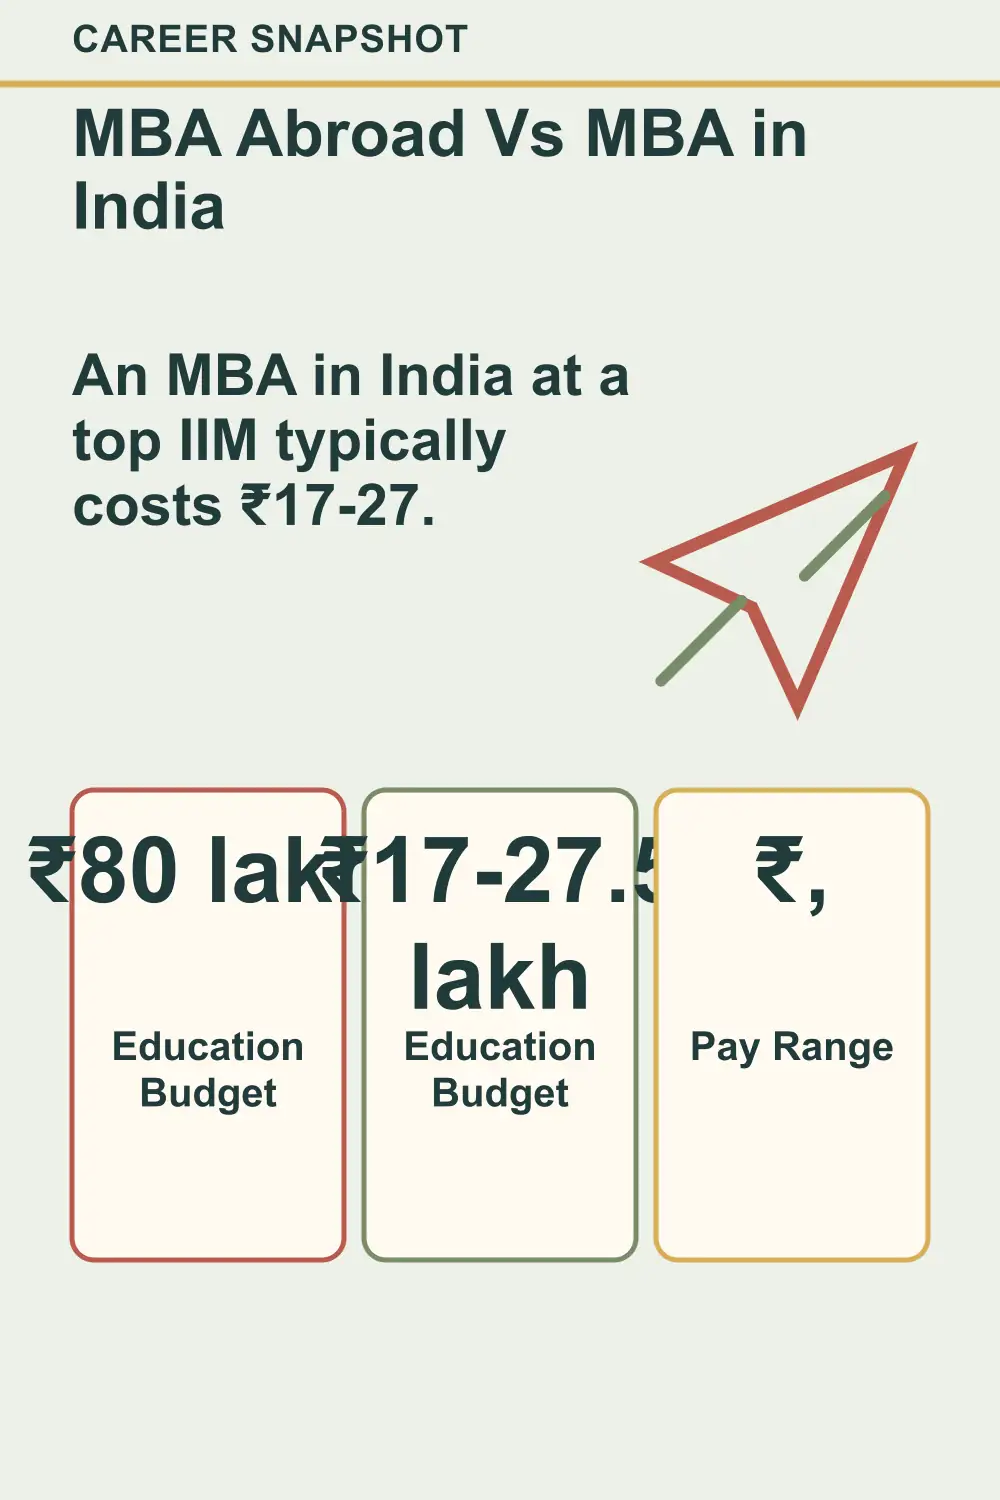 CAREER SNAPSHOT
MBA Abroad Vs MBA in
India
An MBA in India at a
top IIM typically
costs ₹17-27.
₹80 lak
₹17-27.5
lakh
₹,
Education
Budget
Education
Budget
Pay Range